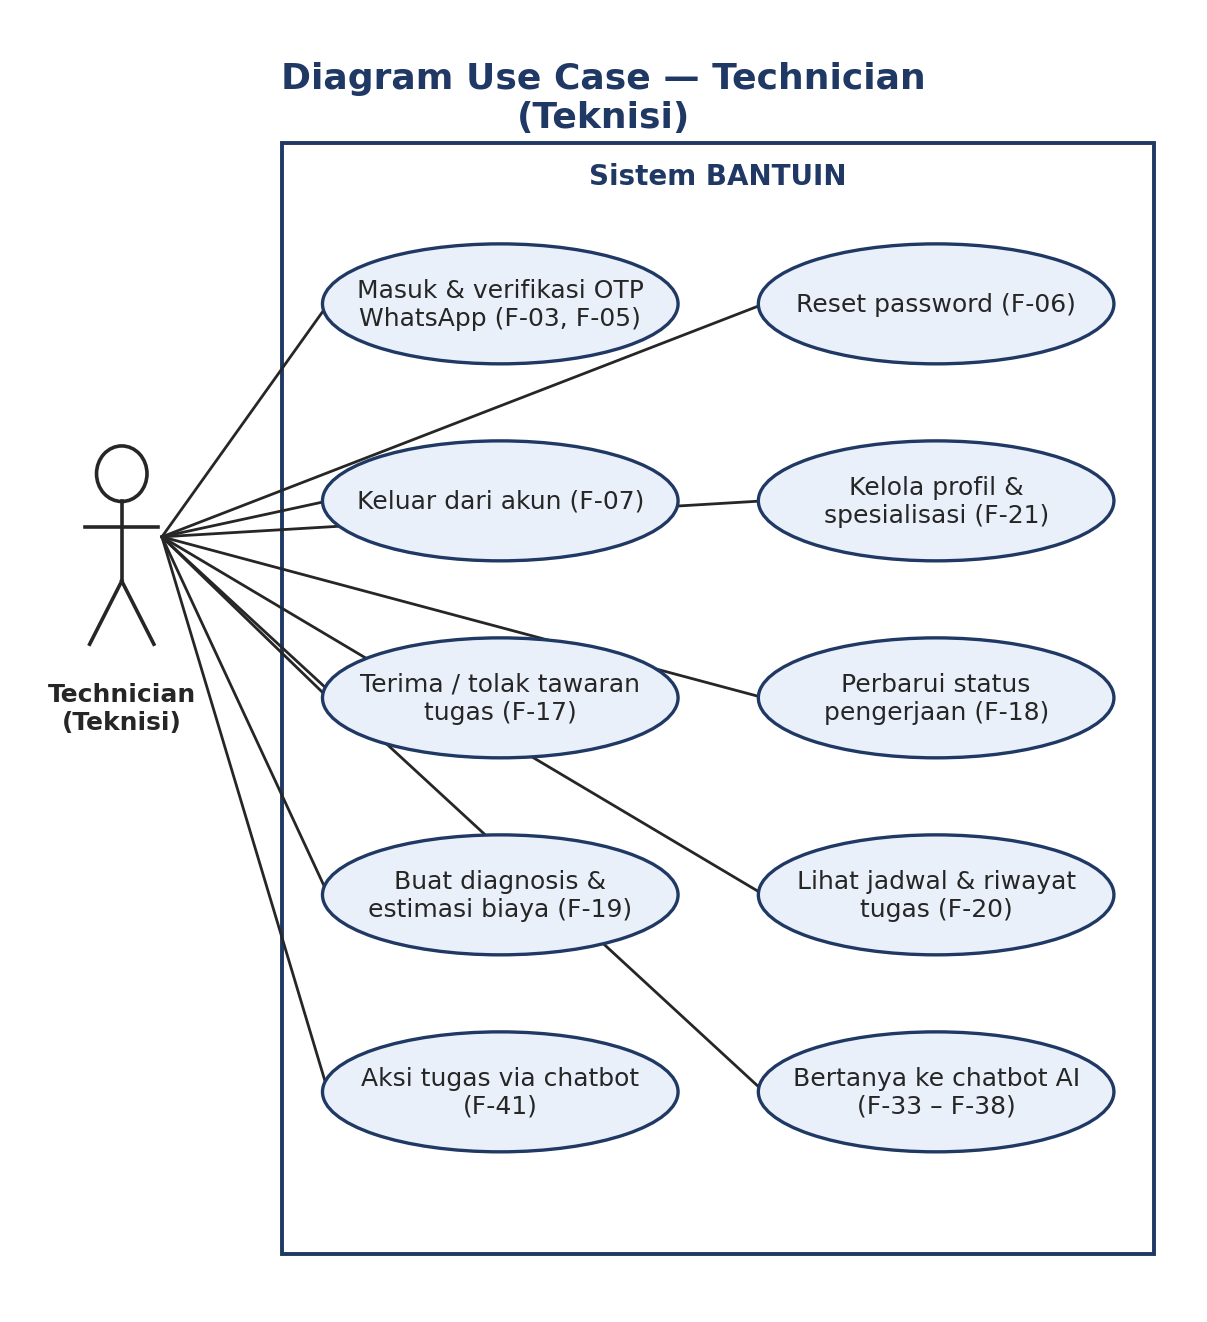 Diagram Use Case — Technician
(Teknisi)
Sistem BANTUIN
Masuk & verifikasi OTP
WhatsApp (F-03, F-05)
Reset password (F-06)
Keluar dari akun (F-07)
Kelola profil &
spesialisasi (F-21)
Terima / tolak tawaran
tugas (F-17)
Perbarui status
pengerjaan (F-18)
Technician
(Teknisi)
Buat diagnosis &
estimasi biaya (F-19)
Lihat jadwal & riwayat
tugas (F-20)
Aksi tugas via chatbot
(F-41)
Bertanya ke chatbot AI
(F-33 – F-38)